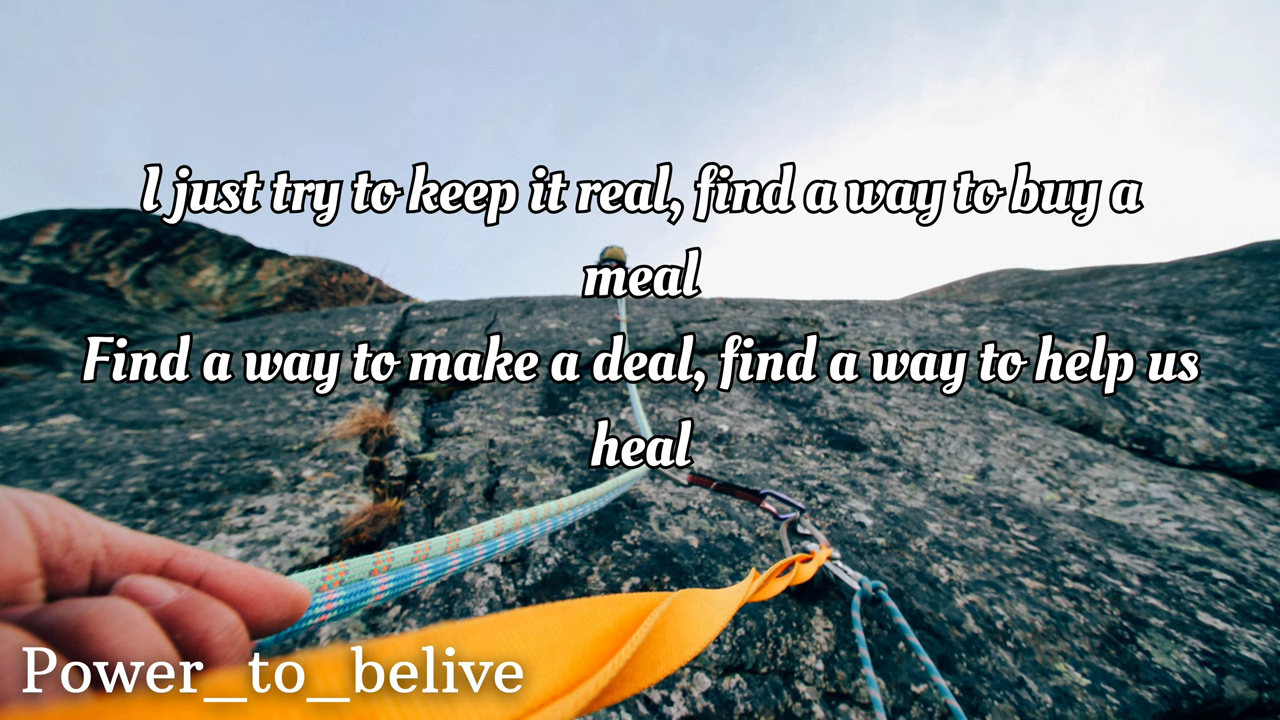 I just try to keep it real, find a way to buy a
meal
Find a way to make a deal, find a way to help us
heal
Power_to_belive